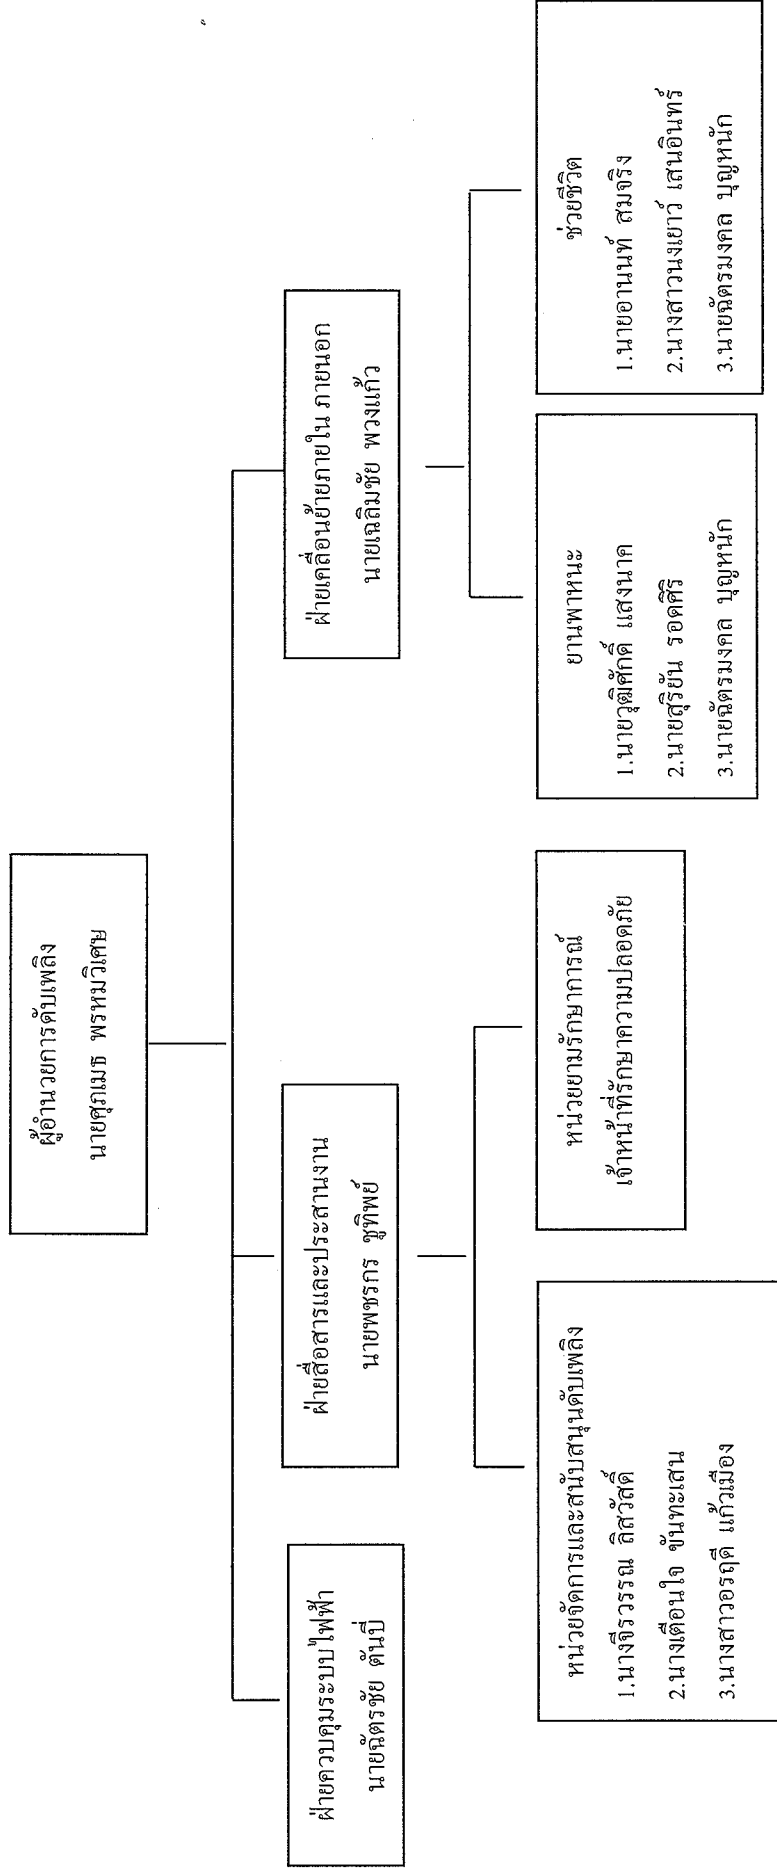 ผู้อำนวยการดับเพลิง
นายศุภเมธ พรหมวิเศษ
ฝ่ายควบคุมระบบไฟฟ้า
นายฉัตรชัย ตันปี
ฝ่ายสื่อสารและประสานงาน
นายพชรกร ชูทิพย์
ฝ่ายเคลื่อนย้ายภายใน ภายนอก
นายเฉลิมชัย พวงแก้ว
หน่วยจัดการและสนับสนุนดับเพลิง
1.นางจีรวรรณ ลิสวัสดิ์
2.นางเตือนใจ ขันทะเสน
3.นางสาวอรฤดี แก้วเมือง
หน่วยยามรักษาการณ์
เจ้าหน้าที่รักษาความปลอดภัย
ยานพาหนะ
1.นายวุฒิศักดิ์ แสงนาค
2.นายสุริยัน รอดศิริ
3.นายฉัตรมงคล บุญหนัก
ช่วยชีวิต
1.นายอานนท์ สมจริง
2.นางสาวนงเยาว์ เสนอินทร์
3.นายฉัตรมงคล บุญหนัก